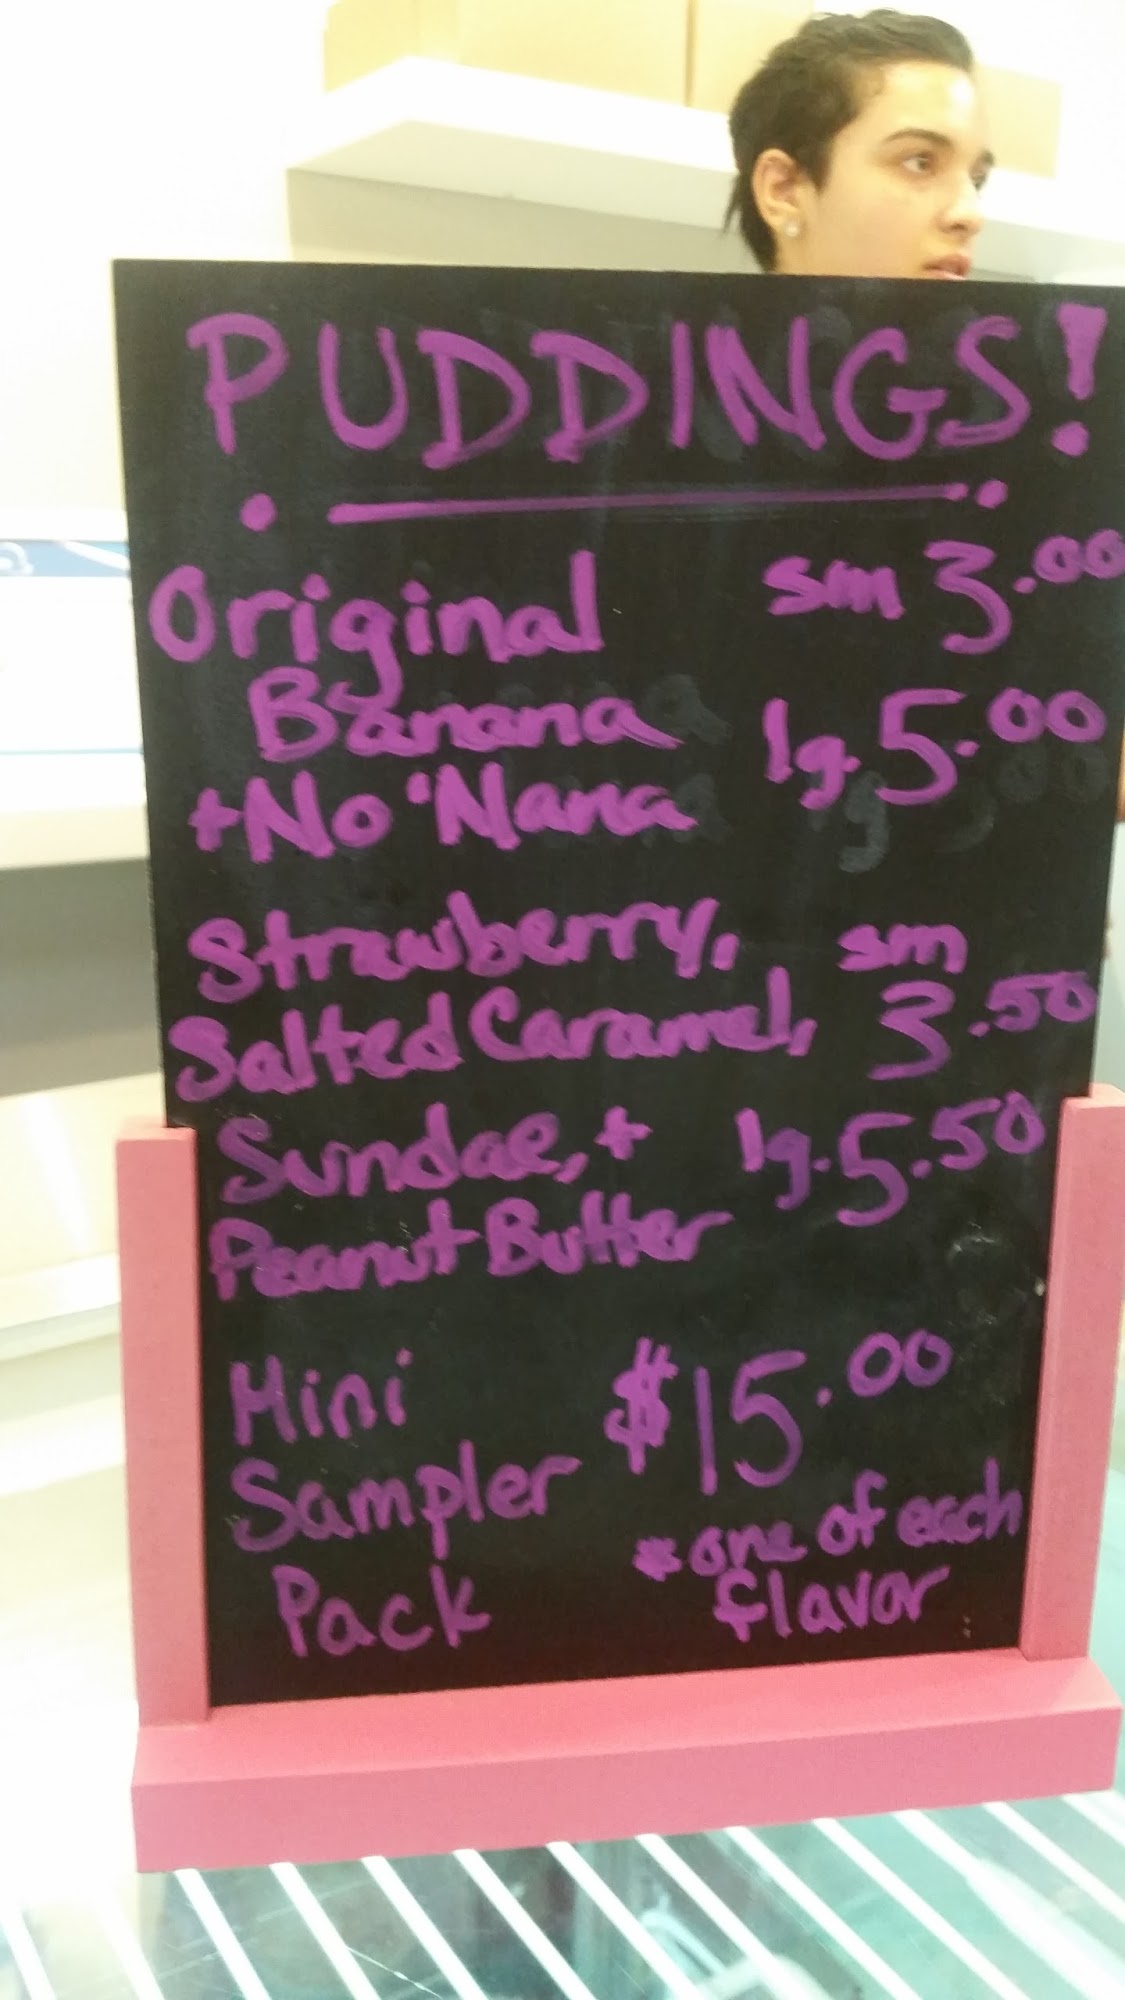 PUDDINGS!
Original sm 3.00
Banana lg. 5.00
+No 'Nana
Strawberry, sm
Salted Caramel, 3.50
Sundae, + lg. 5.50
Peanut Butter
Mini $15.00
Sampler *one of each
Pack flavor